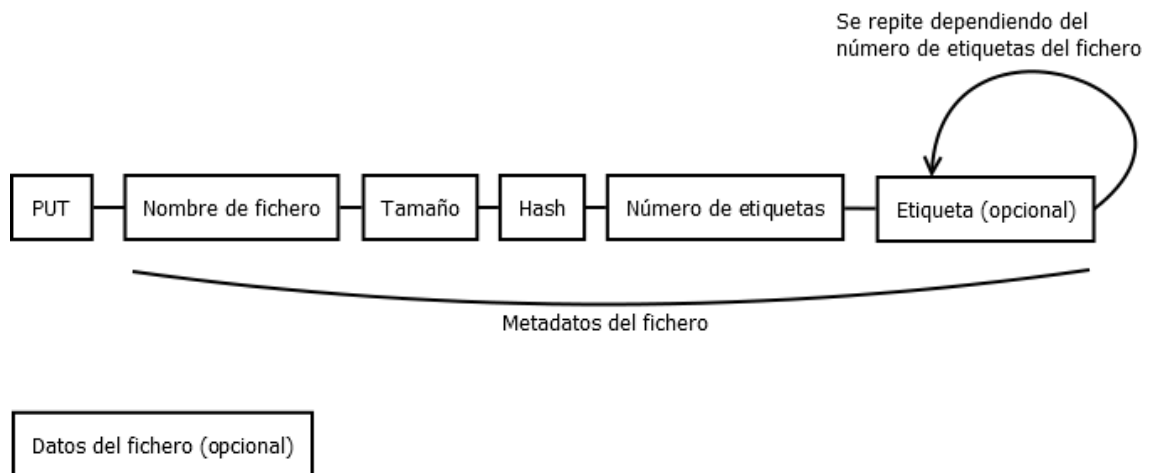 Se repite dependiendo del
número de etiquetas del fichero
PUT
Nombre de fichero
Tamaño
Hash
Número de etiquetas
Etiqueta (opcional)
Metadatos del fichero
Datos del fichero (opcional)